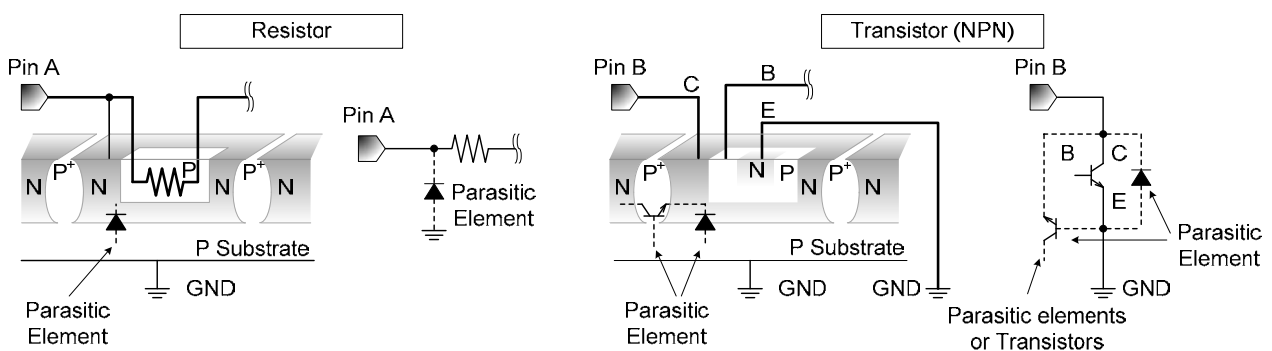 Resistor
Transistor (NPN)
Pin A
Pin A
N
P+
N
P
N
P+
N
Parasitic
Element
P Substrate
GND
Parasitic
Element
Pin B
C
B
E
N
P+
N
P
N
P+
N
P Substrate
GND
GND
Parasitic
Element
Pin B
B
C
E
Parasitic
Element
GND
Parasitic elements
or Transistors